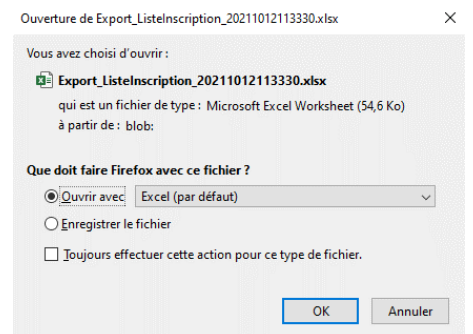 Ouverture de Export_ListeInscription_20211012113330.xlsx
Vous avez choisi d'ouvrir :
Export_ListeInscription_20211012113330.xlsx
qui est un fichier de type : Microsoft Excel Worksheet (54,6 Ko)
à partir de : blob:
Que doit faire Firefox avec ce fichier ?
Ouvrir avec Excel (par défaut)
Enregistrer le fichier
Toujours effectuer cette action pour ce type de fichier.
OK Annuler